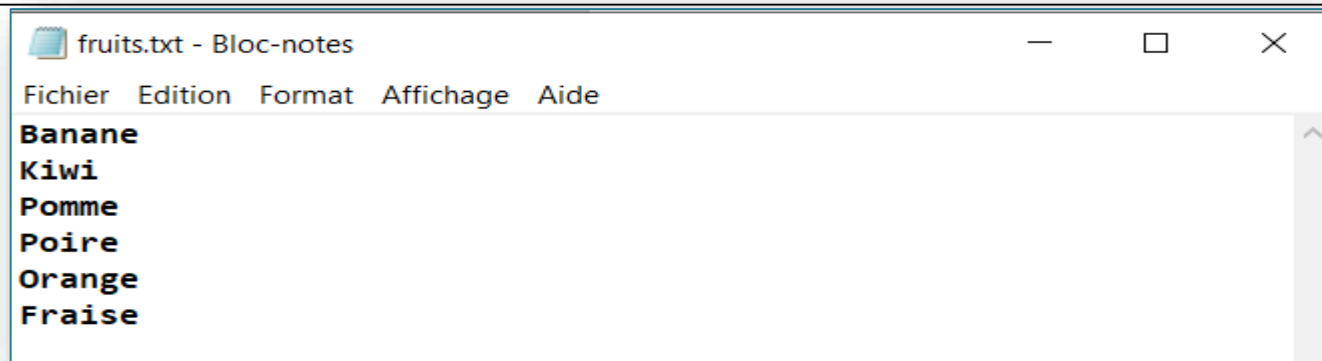 fruits.txt - Bloc-notes
Fichier Edition Format Affichage Aide
Banane
Kiwi
Pomme
Poire
Orange
Fraise